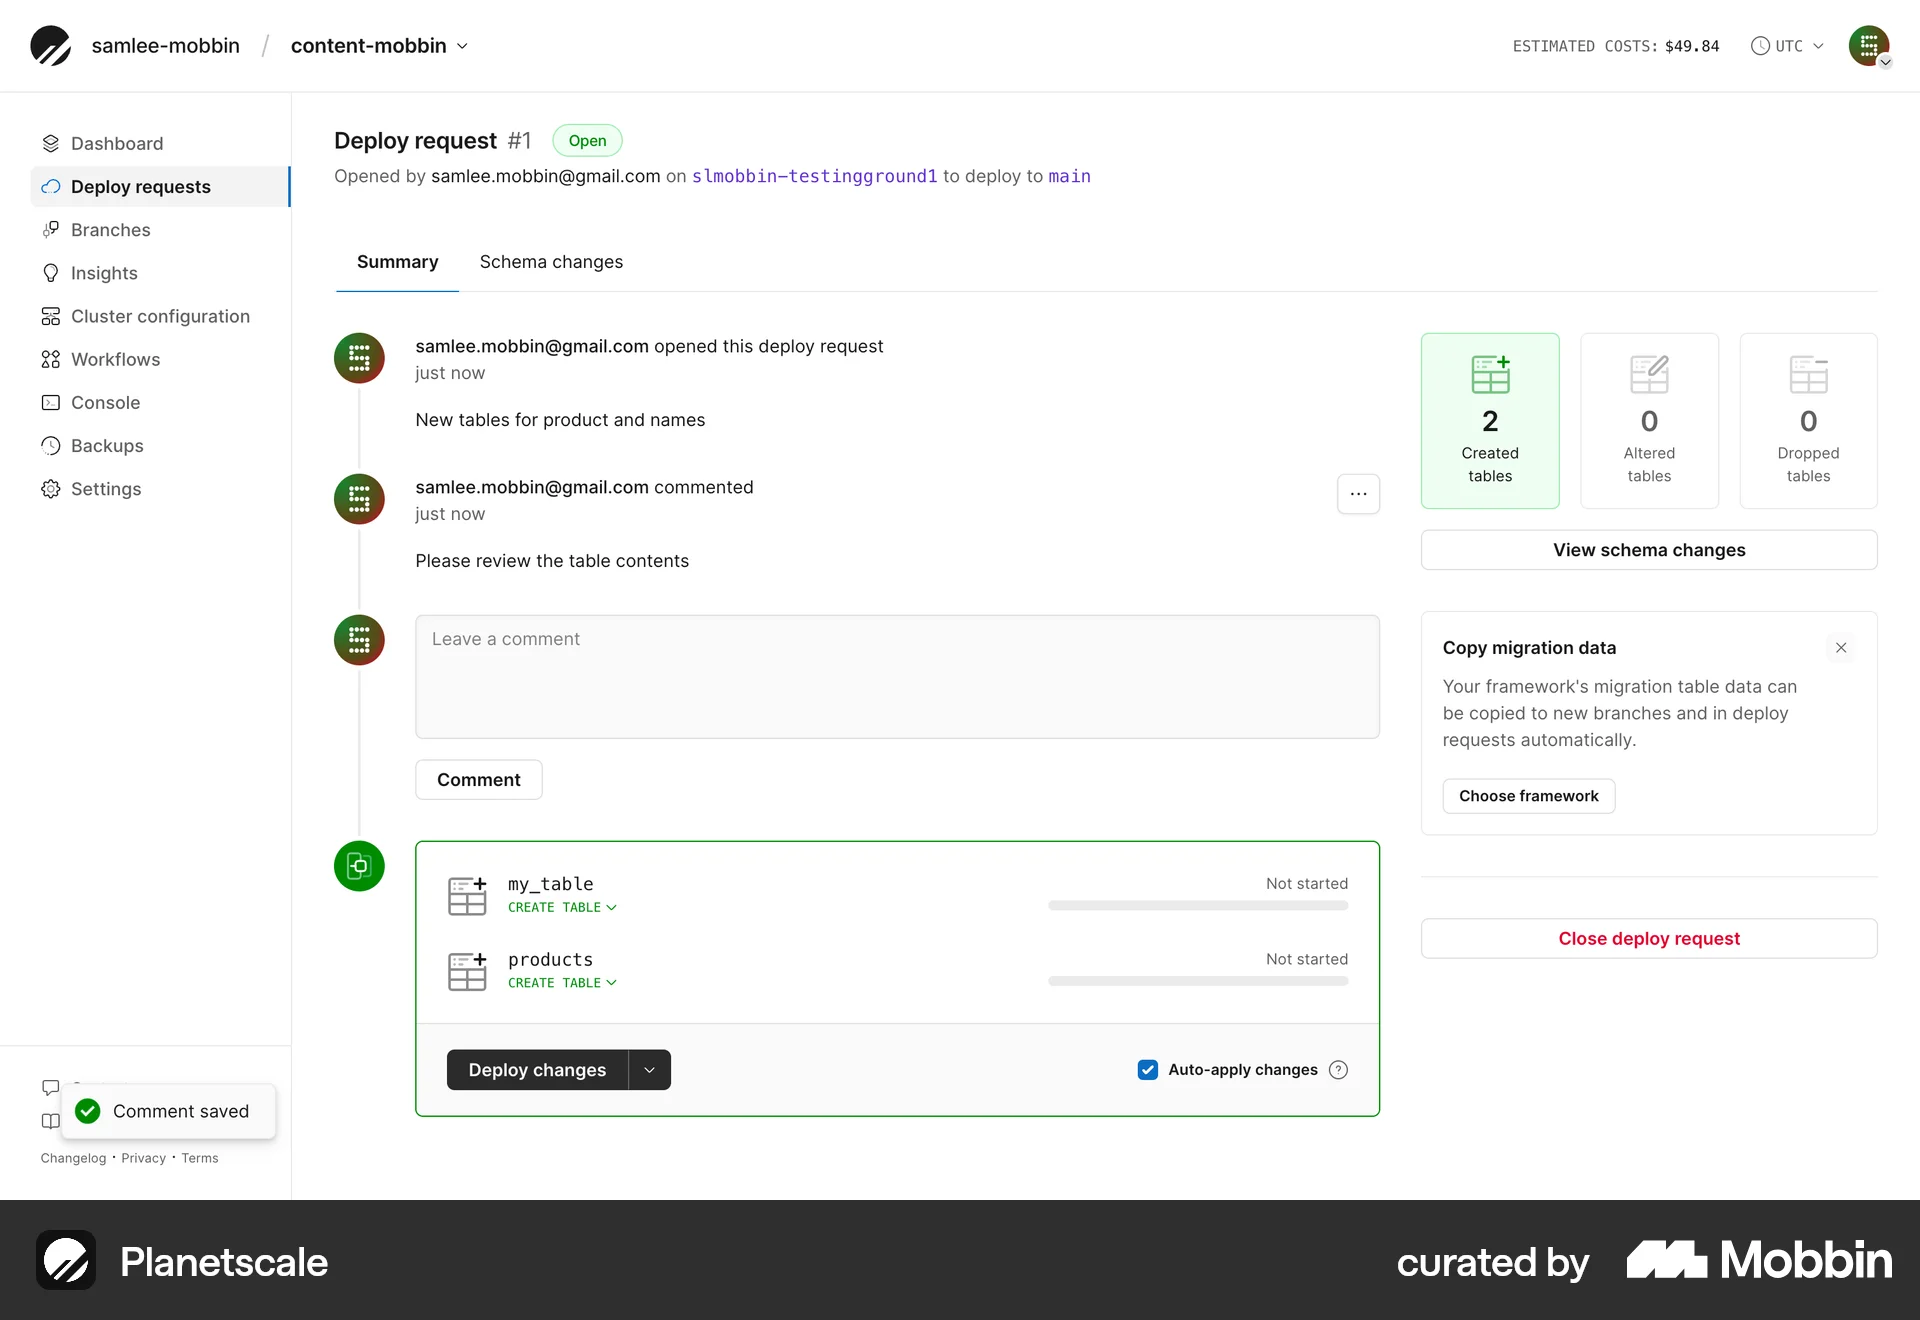 samlee-mobbin / content-mobbin
ESTIMATED COSTS: $49.84
UTC
Dashboard
Deploy requests
Branches
Insights
Cluster configuration
Workflows
Console
Backups
Settings
Deploy request #1
Open
Opened by samlee.mobbin@gmail.com on slmobbin-testingground1 to deploy to main
Summary
Schema changes
samlee.mobbin@gmail.com opened this deploy request
just now
New tables for product and names
samlee.mobbin@gmail.com commented
just now
Please review the table contents
Leave a comment
Comment
my_table
CREATE TABLE
Not started
products
CREATE TABLE
Not started
Deploy changes
Auto-apply changes ?
2
Created
tables
0
Altered
tables
0
Dropped
tables
View schema changes
Copy migration data
Your framework's migration table data can
be copied to new branches and in deploy
requests automatically.
Choose framework
Close deploy request
Comment saved
Changelog · Privacy · Terms
Planetscale
curated by
Mobbin